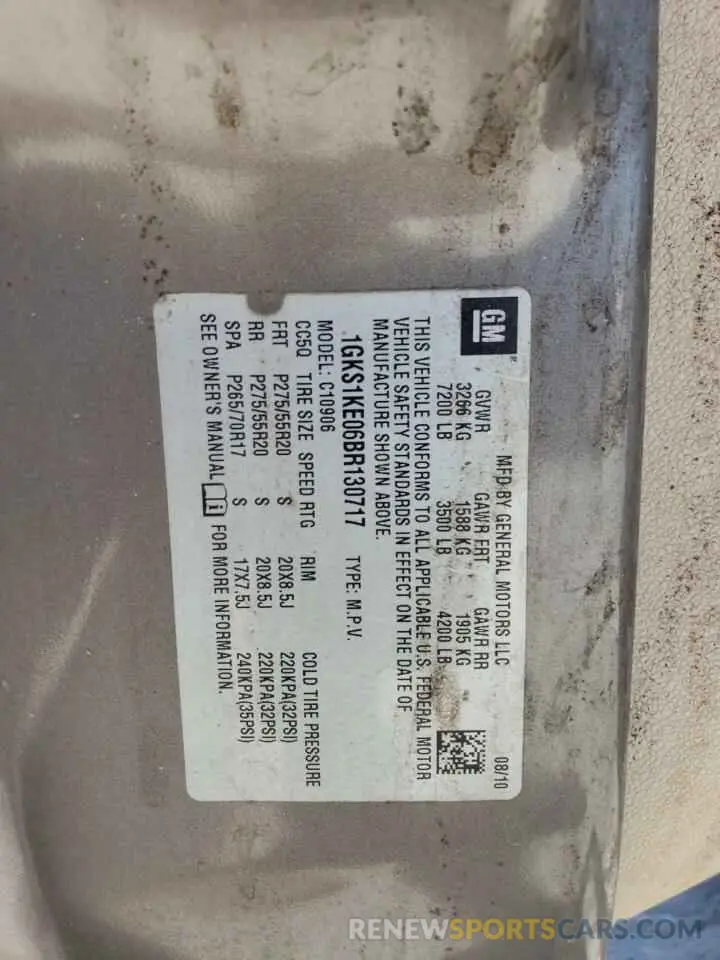 GM
MFD BY GENERAL MOTORS LLC 08/10
GVWR GAWR FRT GAWR RR
3266 KG 1588 KG 1905 KG
7200 LB 3500 LB 4200 LB
THIS VEHICLE CONFORMS TO ALL APPLICABLE U.S. FEDERAL MOTOR
VEHICLE SAFETY STANDARDS IN EFFECT ON THE DATE OF
MANUFACTURE SHOWN ABOVE.
1GKS1KE06BR130717 TYPE: M.P.V.
MODEL: C10906
CC5Q TIRE SIZE SPEED RTG RIM COLD TIRE PRESSURE
FRT P275/55R20 S 20X8.5J 220KPA(32PSI)
RR P275/55R20 S 20X8.5J 220KPA(32PSI)
SPA P265/70R17 S 17X7.5J 240KPA(35PSI)
SEE OWNER'S MANUAL FOR MORE INFORMATION.
RENEWSPORTSCARS.COM